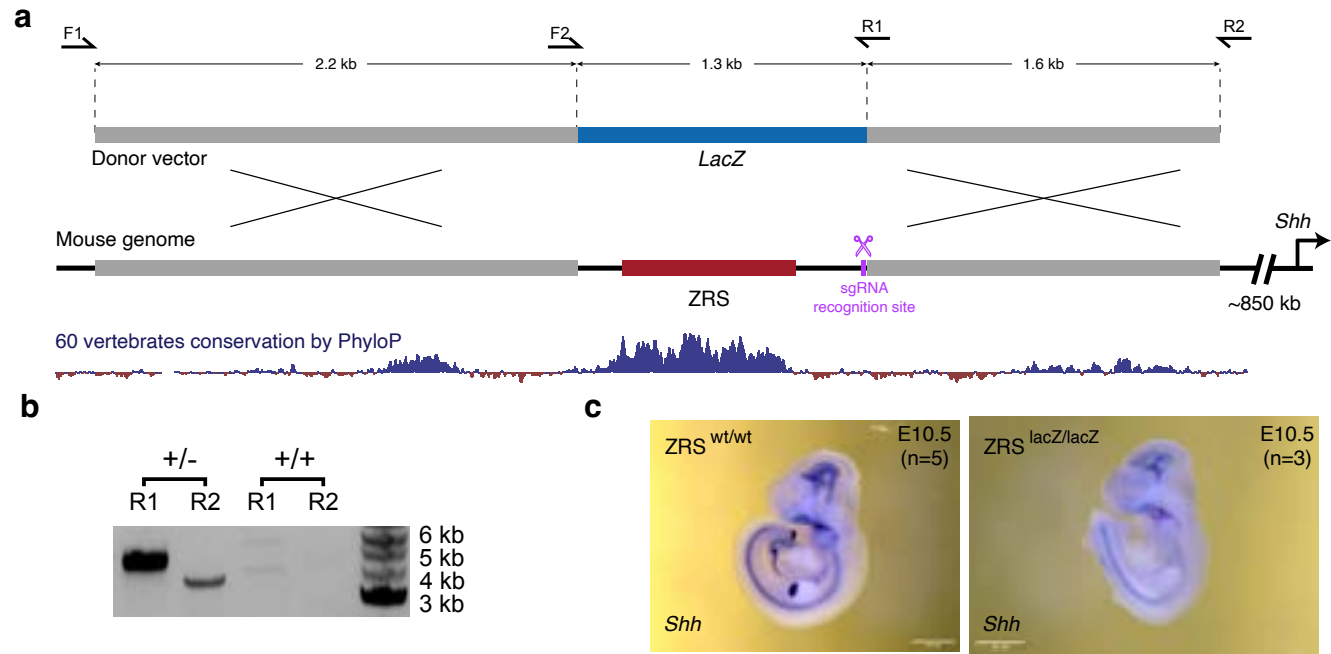 a
F1
F2
R1
R2
2.2 kb
1.3 kb
1.6 kb
Donor vector
LacZ
Mouse genome
Shh
ZRS
sgRNA
recognition site
~850 kb
60 vertebrates conservation by PhyloP
b
+/-
+/+
R1 R2 R1 R2
6 kb
5 kb
4 kb
3 kb
c
ZRS wt/wt
E10.5
(n=5)
Shh
ZRS lacZ/lacZ
E10.5
(n=3)
Shh